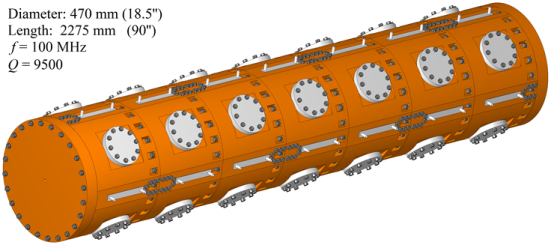 Diameter: 470 mm (18.5")
Length:  2275 mm   (90")
f = 100 MHz
Q = 9500